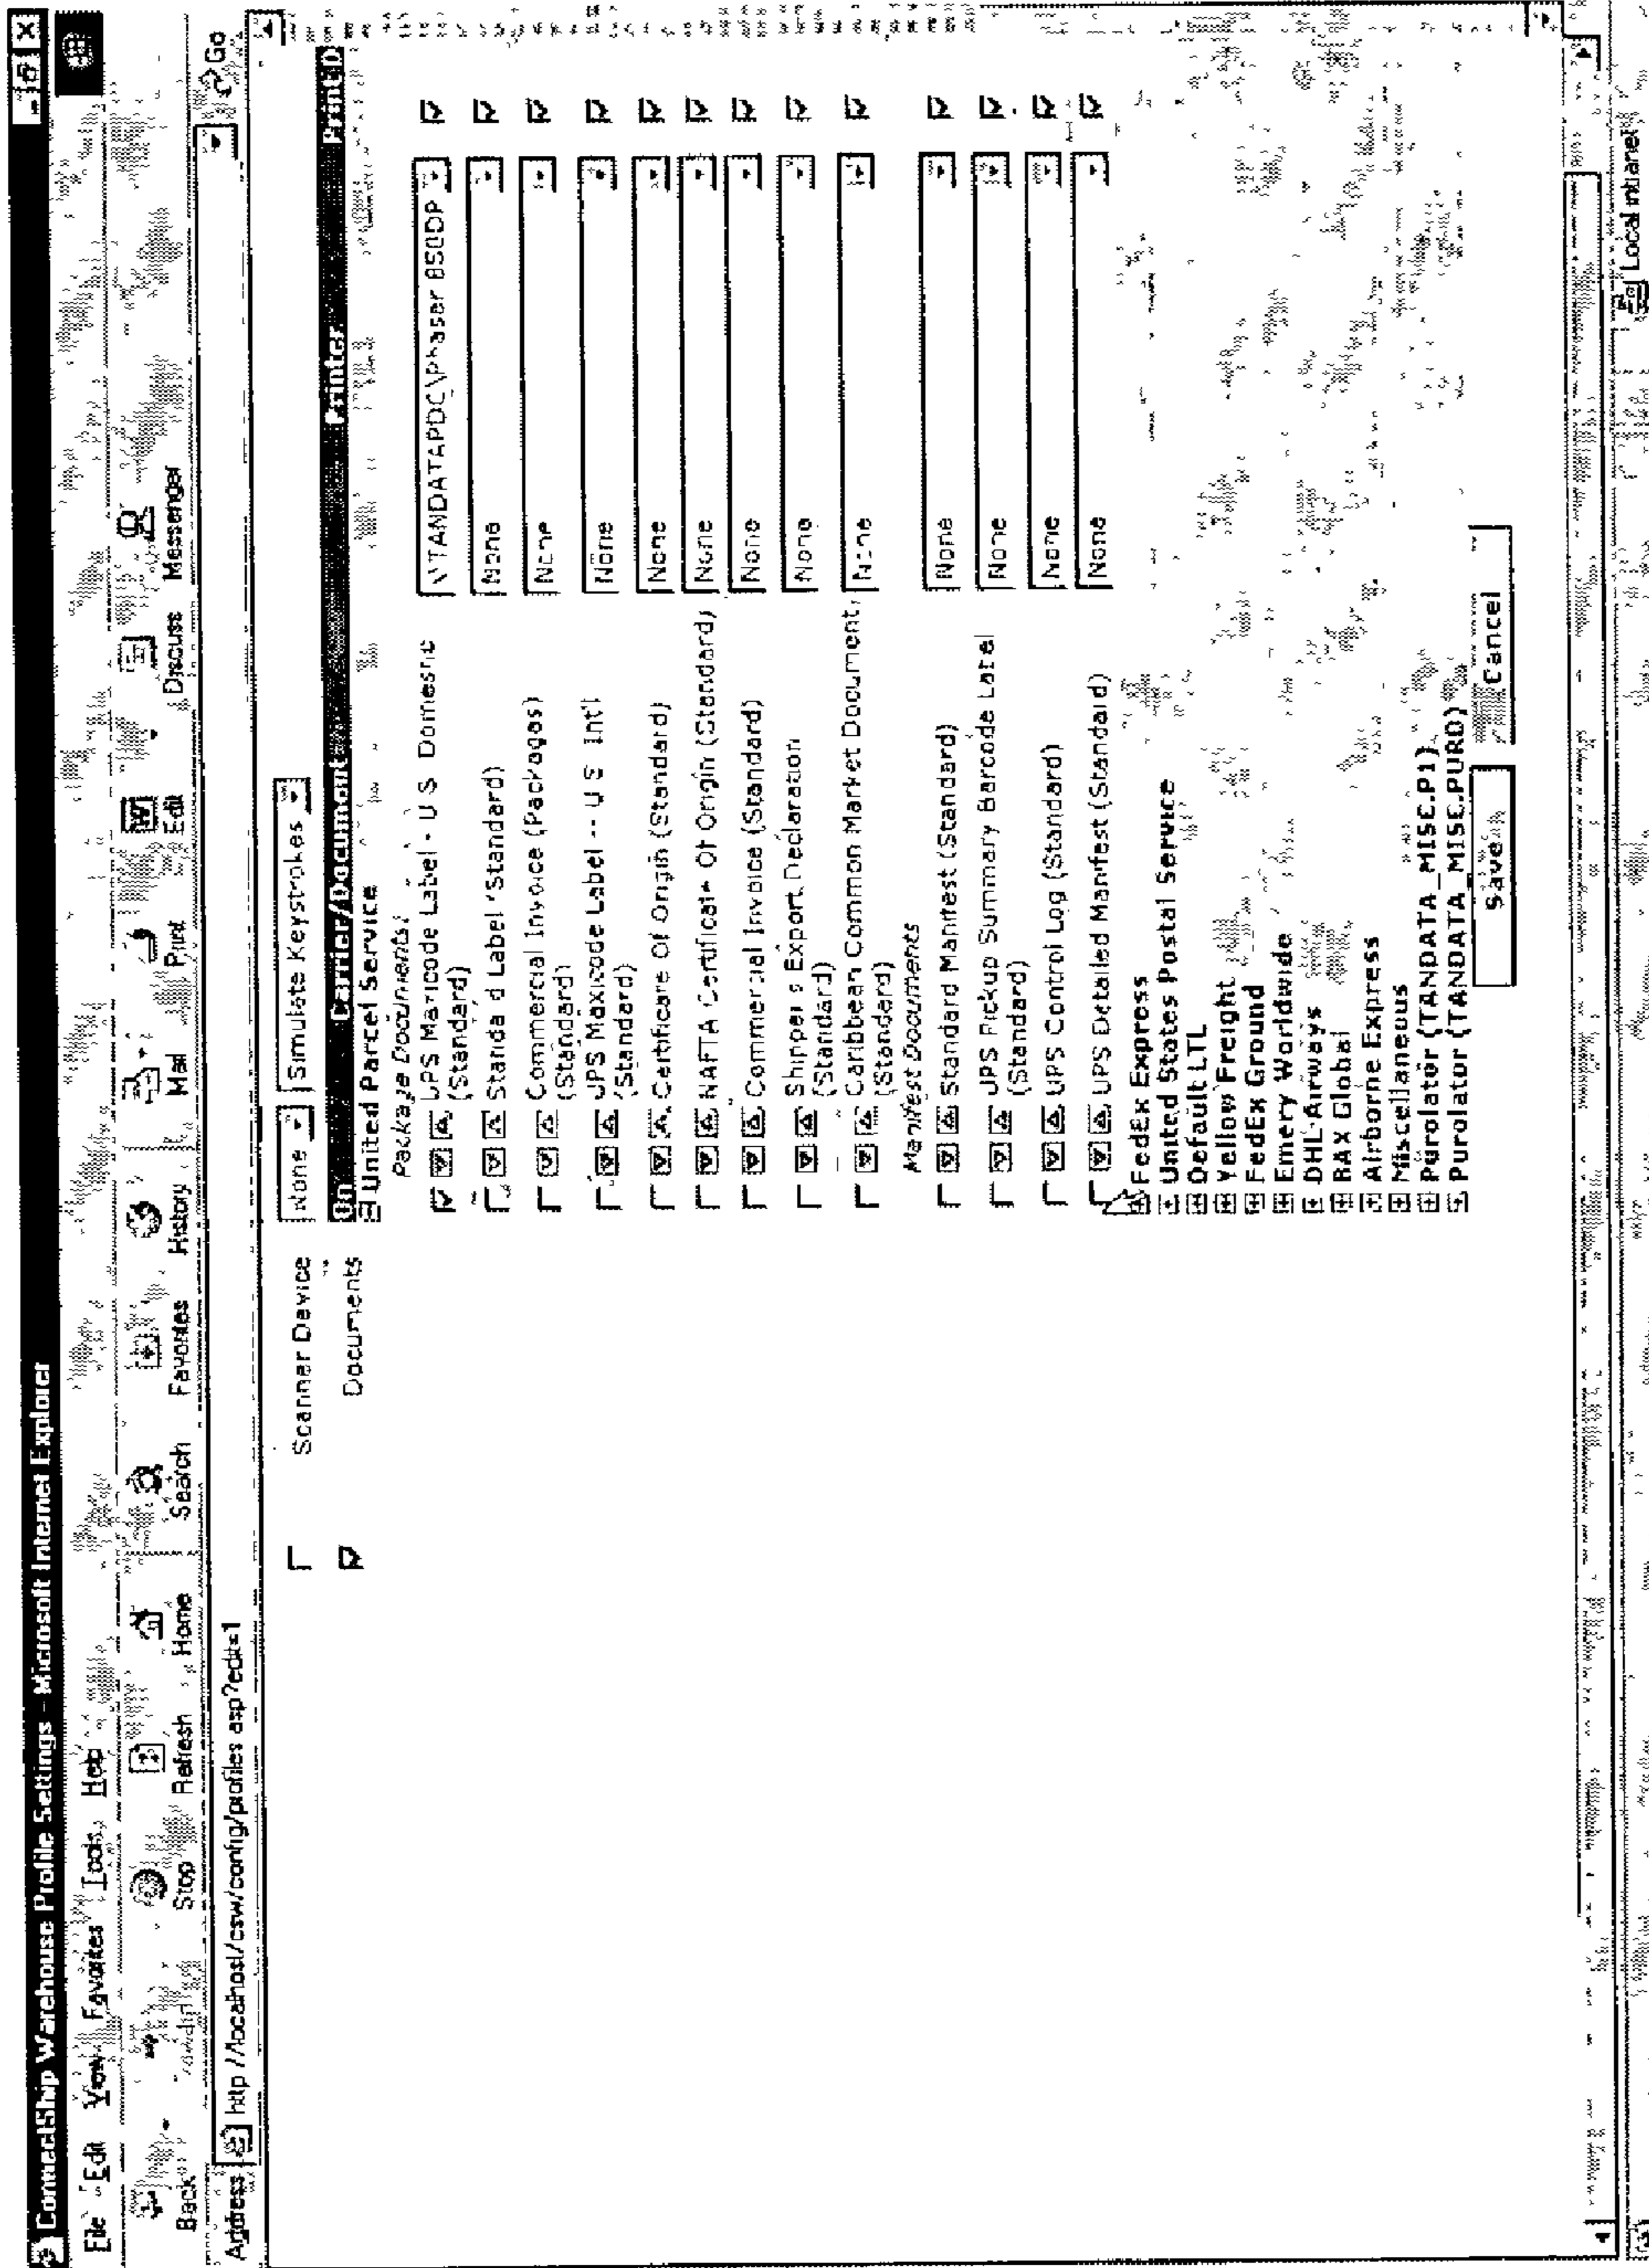 ConnectShip Warehouse Profile Settings - Microsoft Internet Explorer
File Edit View Favorites Tools Help
Back Stop Refresh Home Search Favorites History Mail Print Edit Discuss Messenger
Address http //localhost/csw/config/profiles asp?edit=1 Go
Scanner Device None Simulate Keystrokes
Documents
On Carrier/Document Printer
United Parcel Service
Package Documents
UPS Maxicode Label - U S Domestic \\TANDATAPDC\Phaser 850DP
(Standard)
Standard Label (Standard) None
Commercial Invoice (Packages) None
(Standard)
UPS Maxicode Label -- U S Int'l None
(Standard)
Certificate Of Origin (Standard) None
NAFTA Certificate Of Origin (Standard) None
Commercial Invoice (Standard) None
Shipper s Export Declaration None
(Standard)
Caribbean Common Market Document None
(Standard)
Manifest Documents
Standard Manifest (Standard) None
UPS Pickup Summary Barcode Label None
(Standard)
UPS Control Log (Standard) None
UPS Detailed Manifest (Standard) None
FedEx Express
United States Postal Service
Default LTL
Yellow Freight
FedEx Ground
Emery Worldwide
DHL Airways
BAX Global
Airborne Express
Miscellaneous
Purolator (TANDATA_MISC.P1)
Purolator (TANDATA_MISC.PURO)
Save Cancel
Local intranet